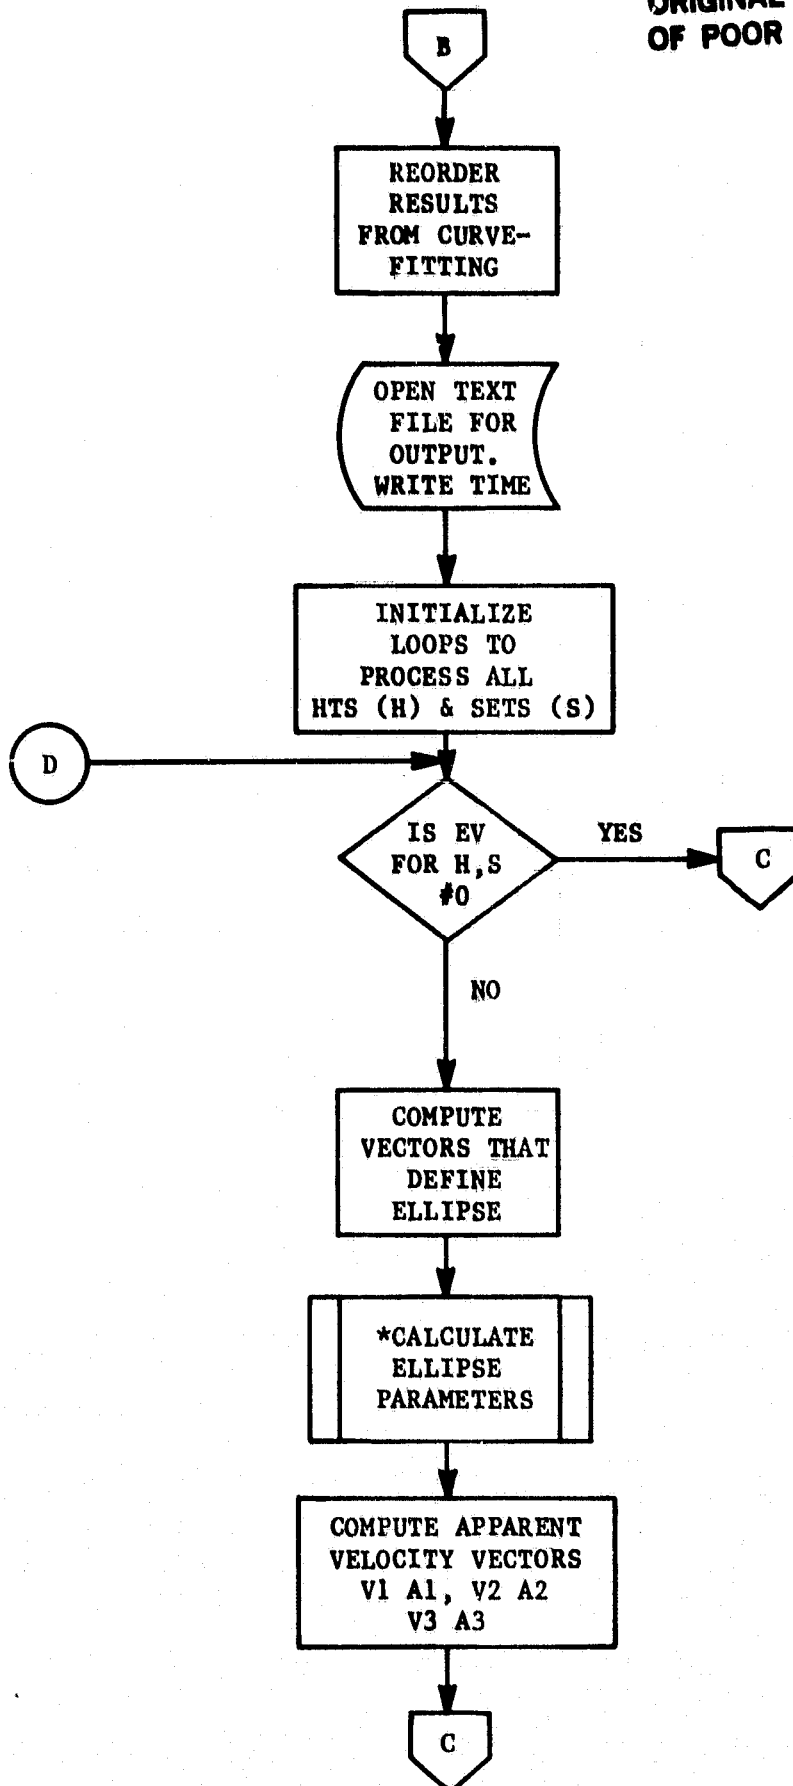 ORIGINAL
OF POOR
B
REORDER
RESULTS
FROM CURVE-
FITTING
OPEN TEXT
FILE FOR
OUTPUT.
WRITE TIME
INITIALIZE
LOOPS TO
PROCESS ALL
HTS (H) & SETS (S)
D
IS EV
FOR H,S
#0
YES
C
NO
COMPUTE
VECTORS THAT
DEFINE
ELLIPSE
*CALCULATE
ELLIPSE
PARAMETERS
COMPUTE APPARENT
VELOCITY VECTORS
V1 A1, V2 A2
V3 A3
C